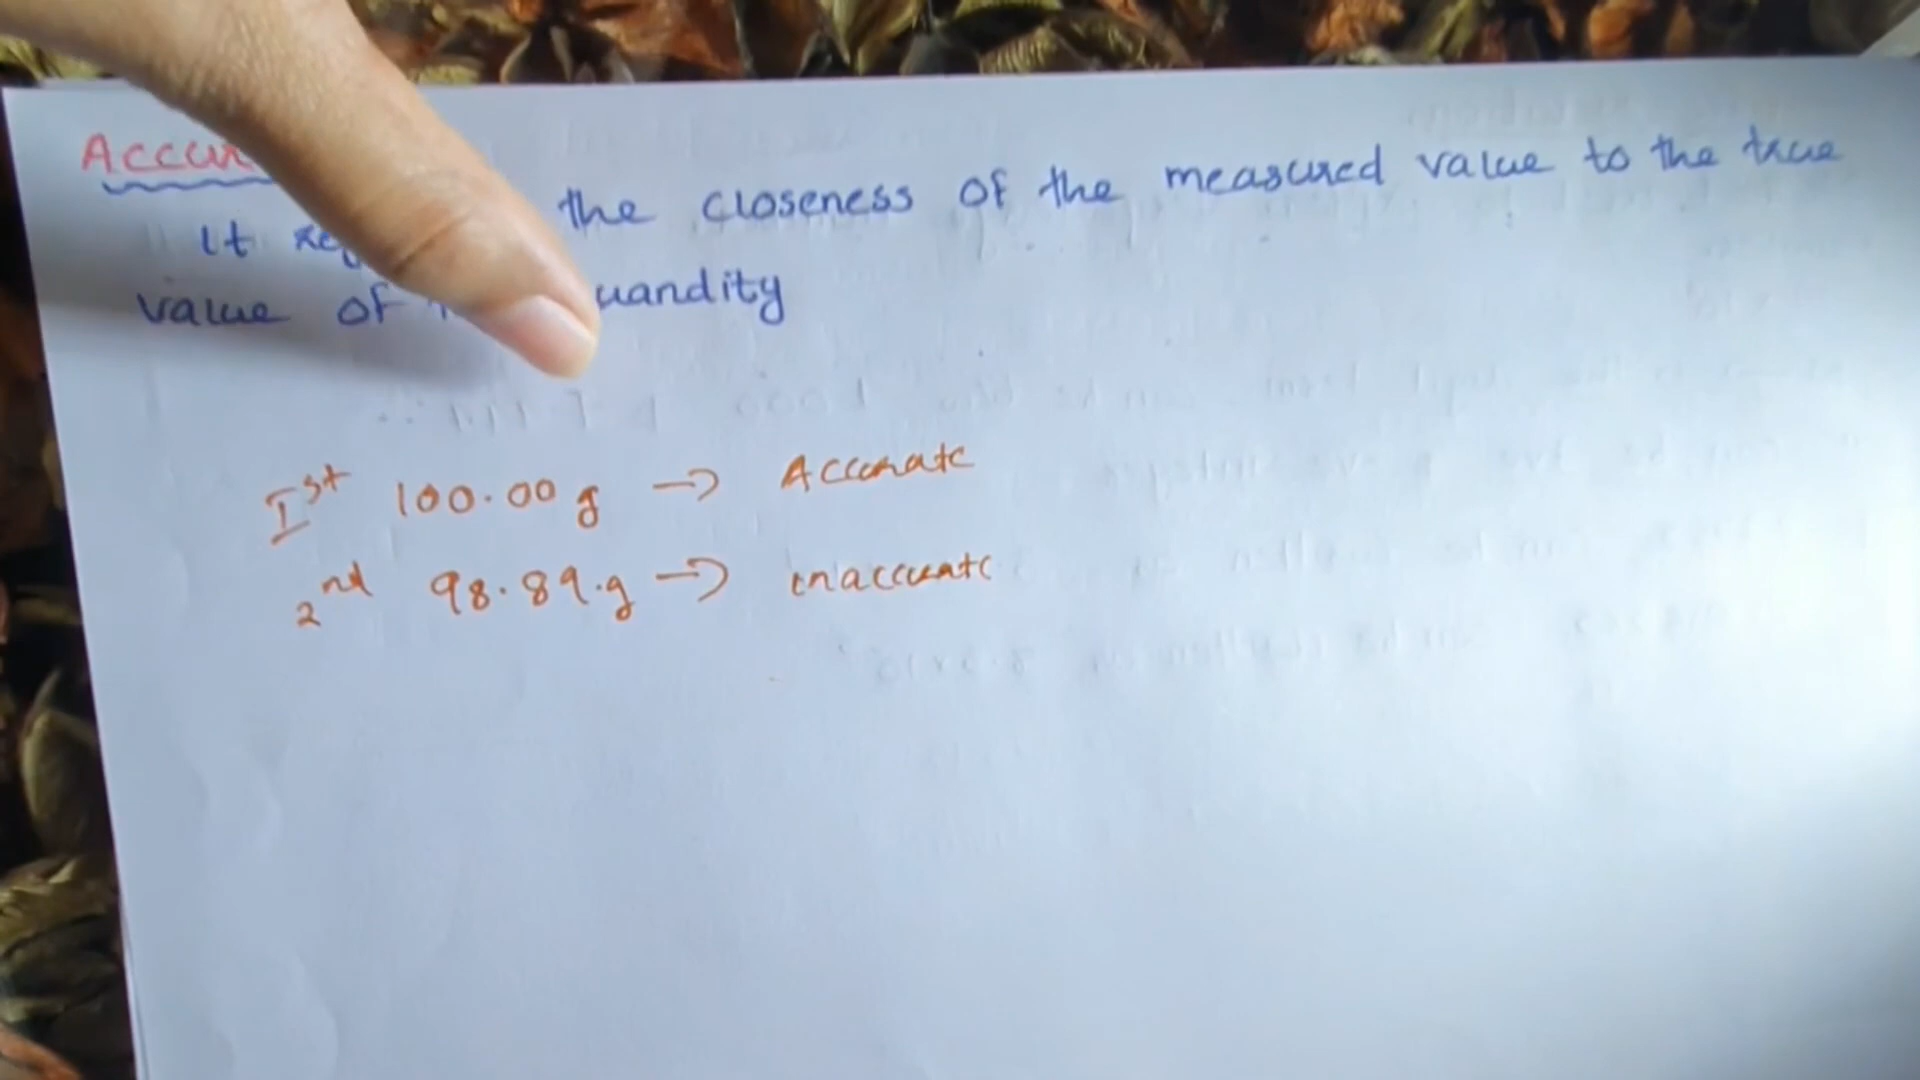 Accur
It ref the closeness of the measured value to the true
value of uandity
Ist 100.00 g → Accurate
2nd 98.89.g → inaccurate